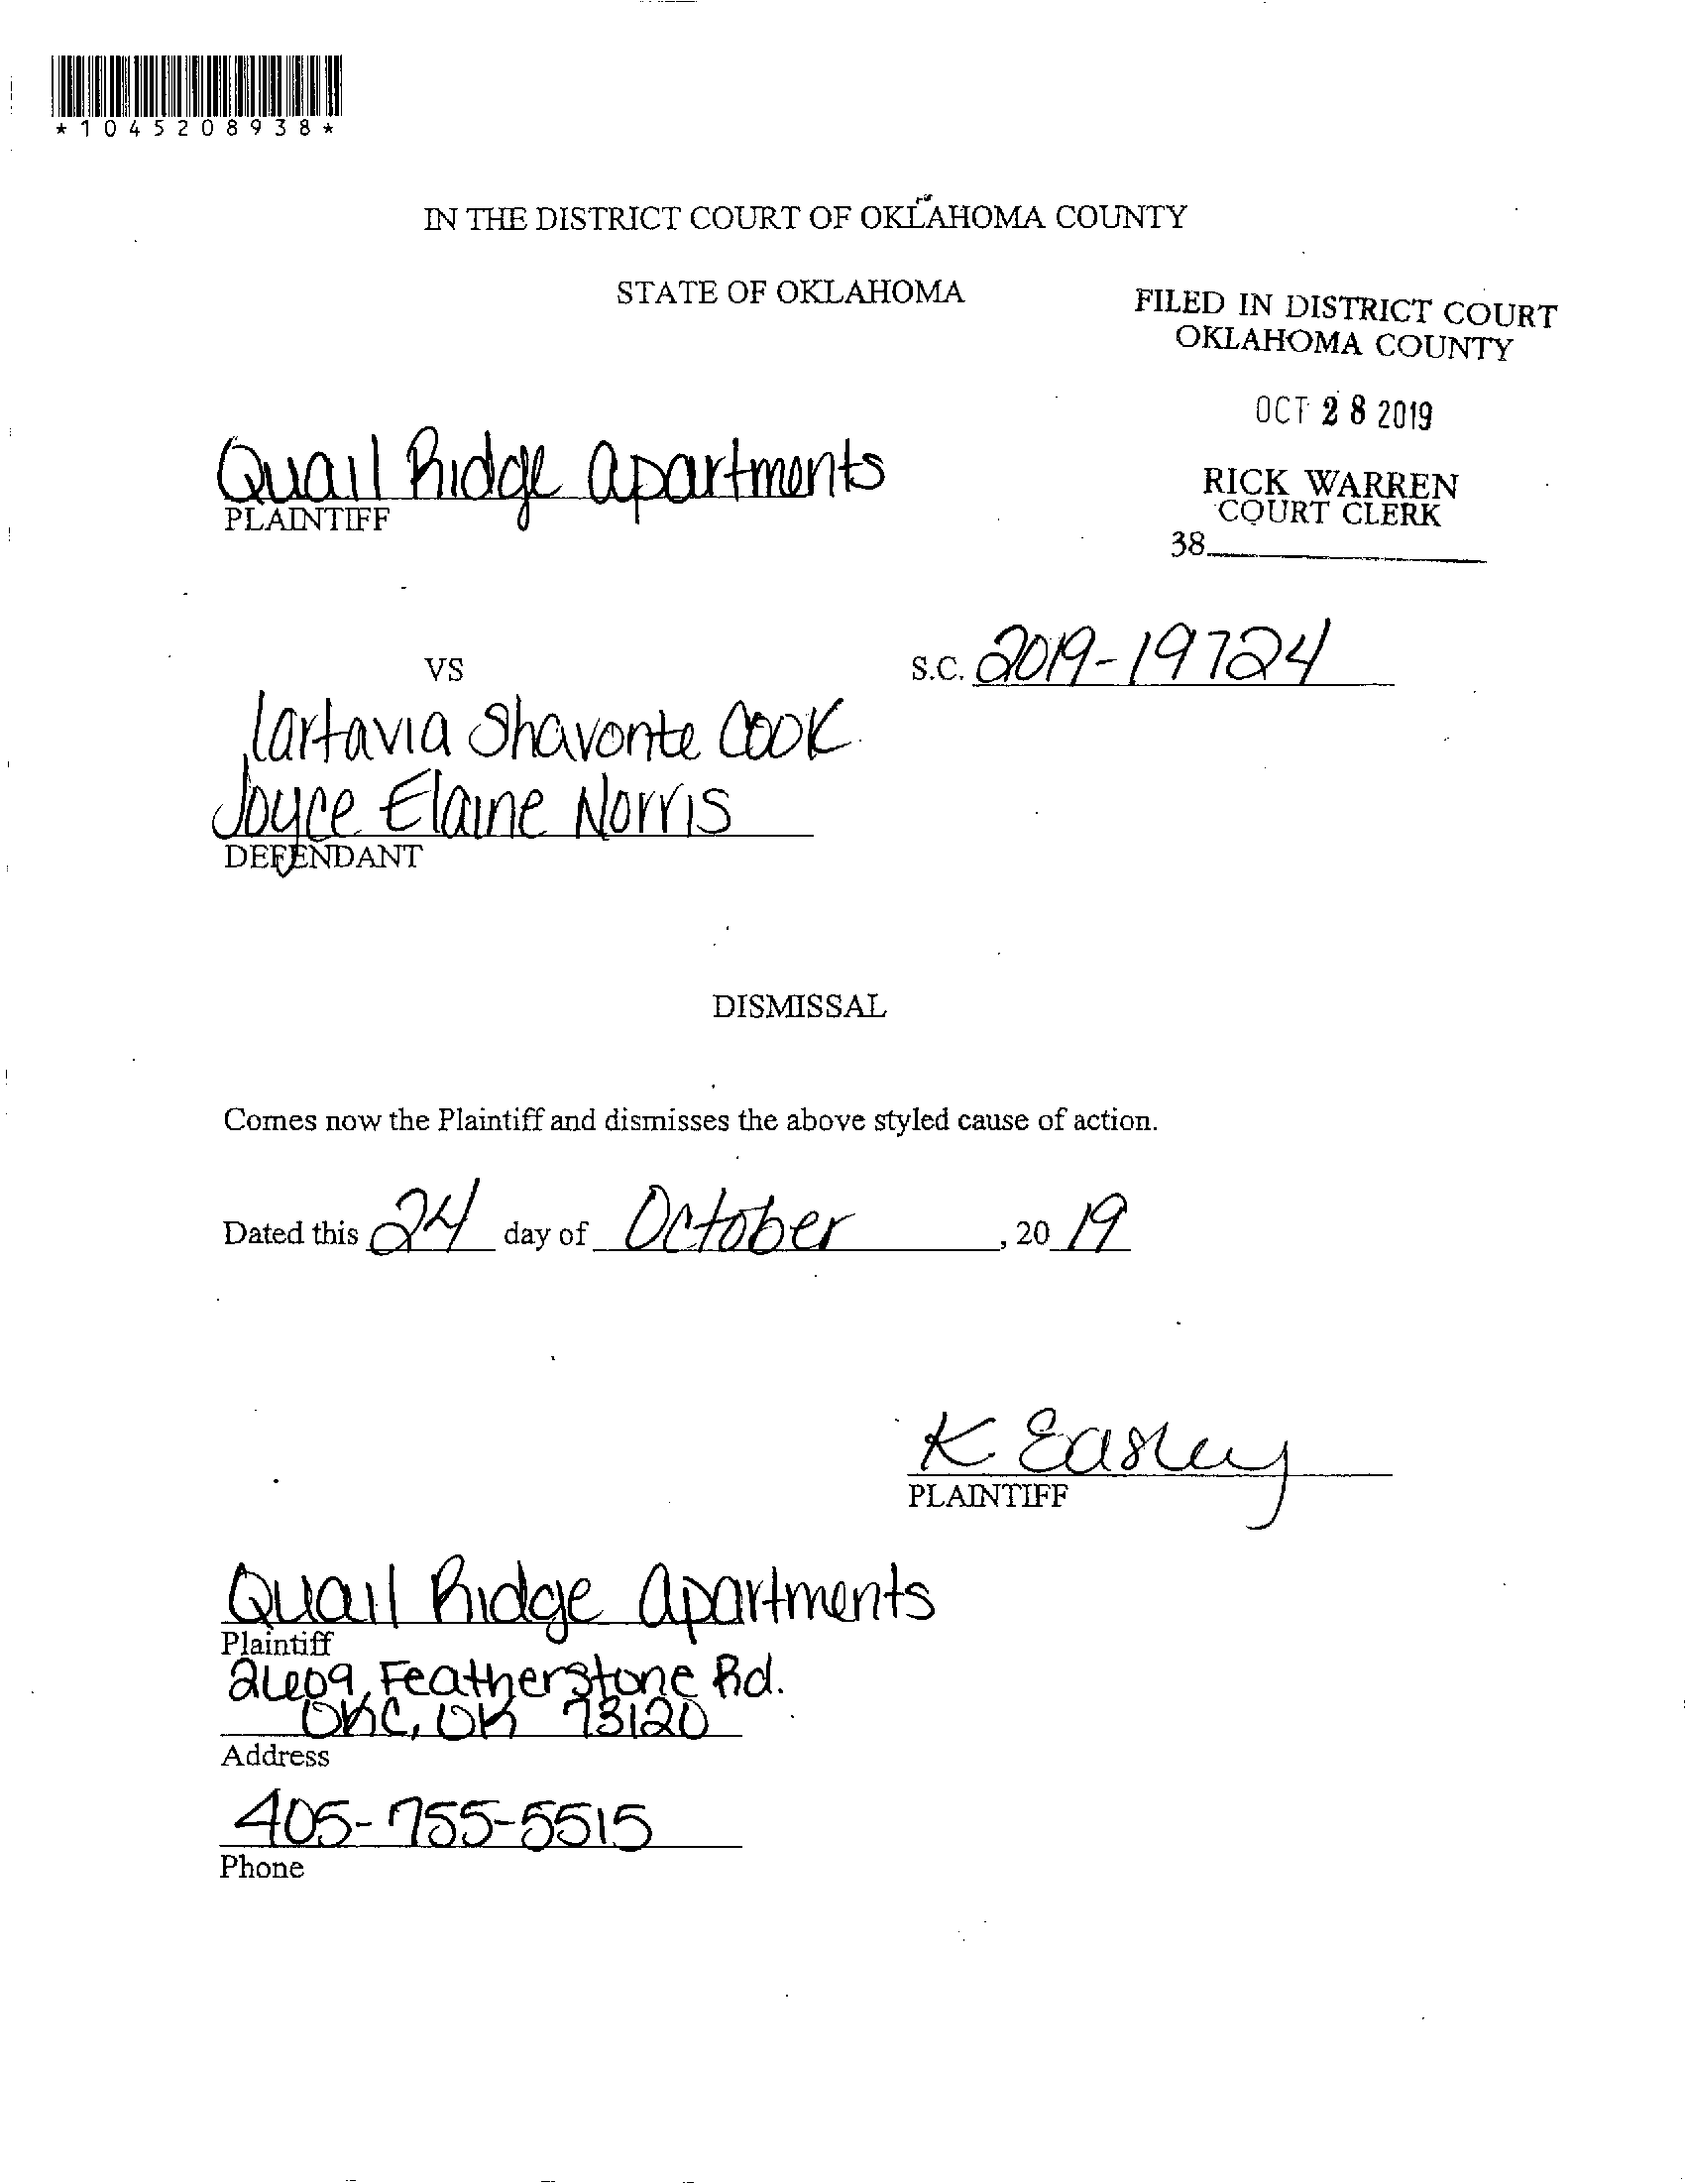 *1045208938*
IN THE DISTRICT COURT OF OKLAHOMA COUNTY
STATE OF OKLAHOMA
FILED IN DISTRICT COURT
OKLAHOMA COUNTY
OCT 28 2019
RICK WARREN
COURT CLERK
38
Quail Ridge Apartments
PLAINTIFF
VS
S.C. 2019-19724
Lartavia Shavonte Cook
Joyce Elaine Norris
DEFENDANT
DISMISSAL
Comes now the Plaintiff and dismisses the above styled cause of action.
Dated this 24 day of October, 20 19
K Easley
PLAINTIFF
Quail Ridge Apartments
Plaintiff
2609 Featherstone Rd.
OKC, OK 73120
Address
405-755-5515
Phone